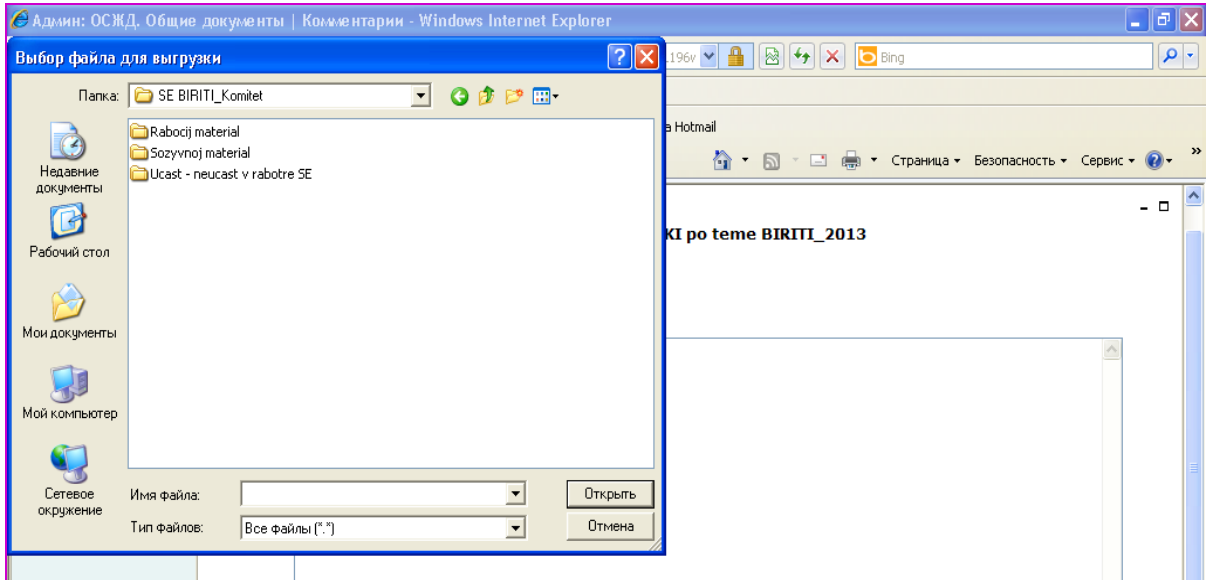 Админ: ОСЖД. Общие документы | Комментарии - Windows Internet Explorer
Выбор файла для выгрузки
196v
Bing
Папка:
SE BIRITI_Komitet
Rabocij material
Sozyvnoj material
Ucast - neucast v rabotre SE
Недавние документы
Рабочий стол
Мои документы
Мой компьютер
Сетевое окружение
Имя файла:
Открыть
Тип файлов:
Все файлы (*.*)
Отмена
a Hotmail
Страница
Безопасность
Сервис
»
KI po teme BIRITI_2013